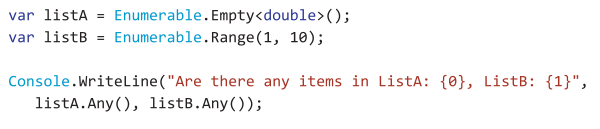 var listA = Enumerable.Empty<double>();
var listB = Enumerable.Range(1, 10);
Console.WriteLine("Are there any items in ListA: {0}, ListB: {1}",
listA.Any(), listB.Any());